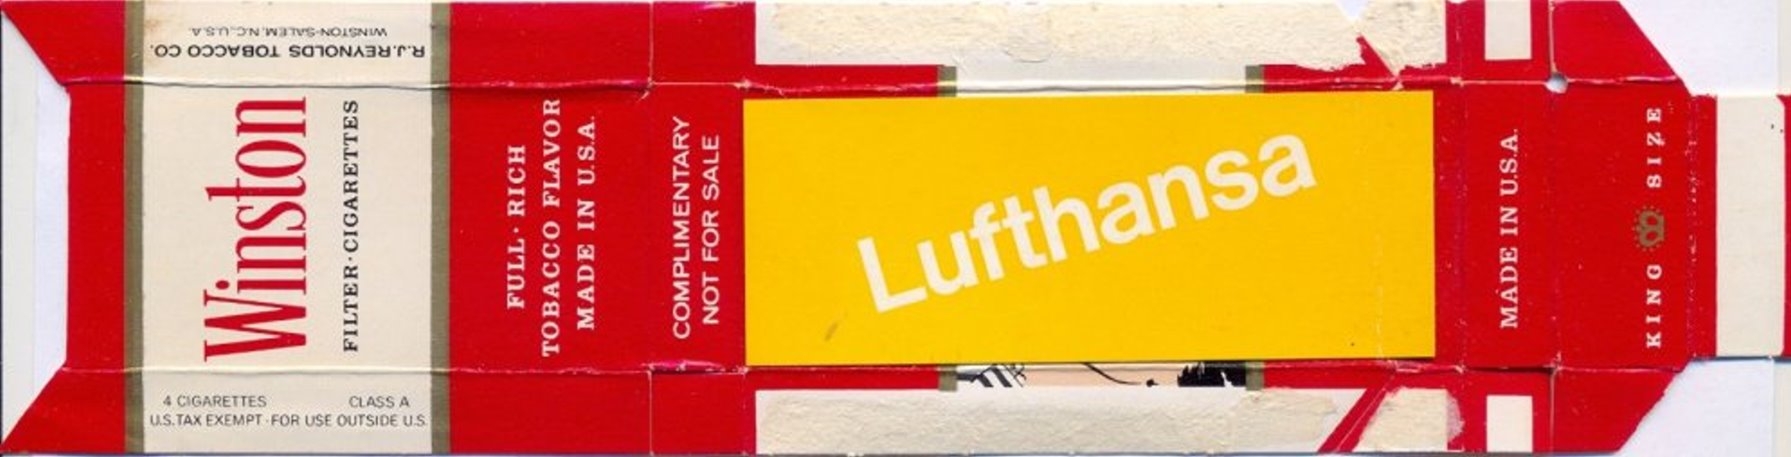 R.J.REYNOLDS TOBACCO CO.
WINSTON-SALEM, N.C., U.S.A.
Winston
FILTER·CIGARETTES
4 CIGARETTES CLASS A
U.S. TAX EXEMPT · FOR USE OUTSIDE U.S.
FULL · RICH
TOBACCO FLAVOR
MADE IN U.S.A.
COMPLIMENTARY
NOT FOR SALE
Lufthansa
MADE IN U.S.A.
KING SIZE